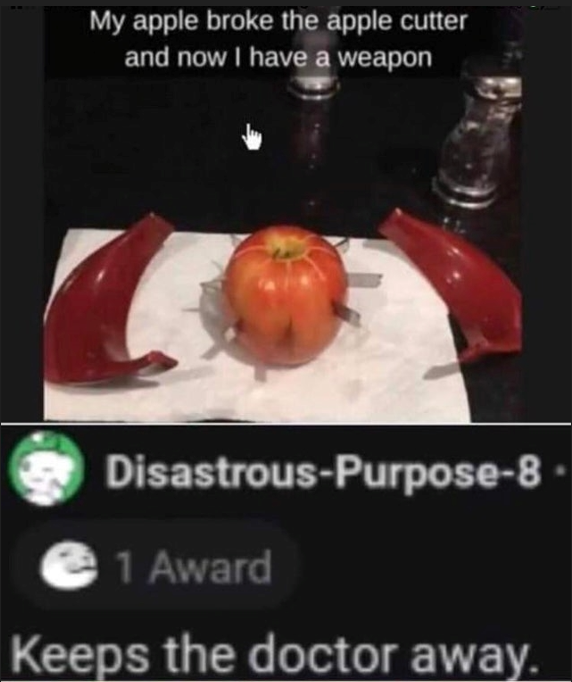 My apple broke the apple cutter
and now I have a weapon
Disastrous-Purpose-8 ·
1 Award
Keeps the doctor away.